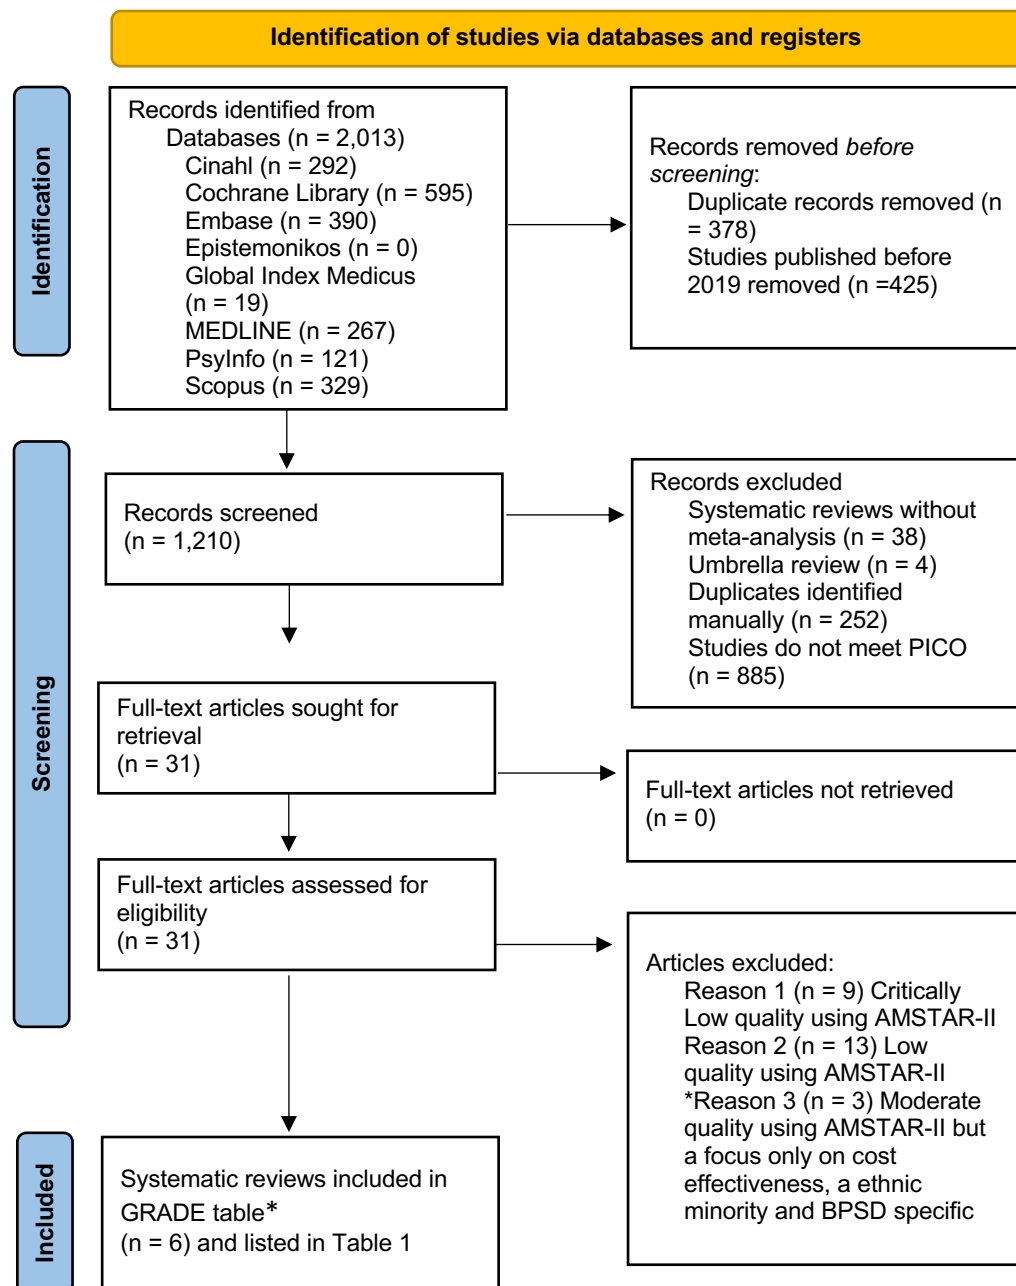 Identification of studies via databases and registers
Identification
Records identified from
Databases (n = 2,013)
Cinahl (n = 292)
Cochrane Library (n = 595)
Embase (n = 390)
Epistemonikos (n = 0)
Global Index Medicus
(n = 19)
MEDLINE (n = 267)
PsyInfo (n = 121)
Scopus (n = 329)
Records removed before
screening:
Duplicate records removed (n
= 378)
Studies published before
2019 removed (n =425)
Screening
Records screened
(n = 1,210)
Records excluded
Systematic reviews without
meta-analysis (n = 38)
Umbrella review (n = 4)
Duplicates identified
manually (n = 252)
Studies do not meet PICO
(n = 885)
Full-text articles sought for
retrieval
(n = 31)
Full-text articles not retrieved
(n = 0)
Full-text articles assessed for
eligibility
(n = 31)
Articles excluded:
Reason 1 (n = 9) Critically
Low quality using AMSTAR-II
Reason 2 (n = 13) Low
quality using AMSTAR-II
*Reason 3 (n = 3) Moderate
quality using AMSTAR-II but
a focus only on cost
effectiveness, a ethnic
minority and BPSD specific
Included
Systematic reviews included in
GRADE table*
(n = 6) and listed in Table 1